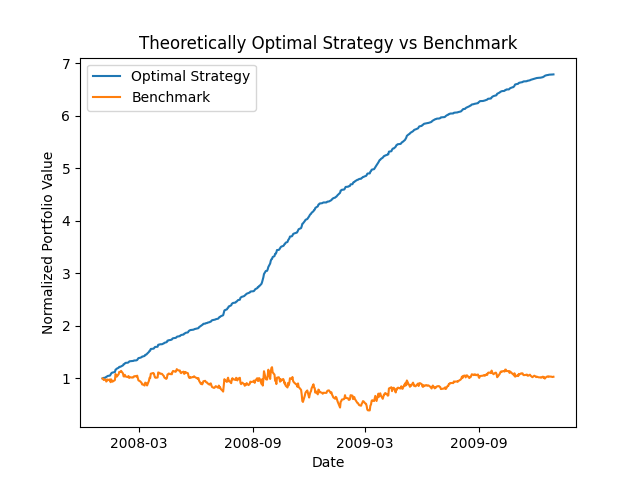 Theoretically Optimal Strategy vs Benchmark
Optimal Strategy
Benchmark
Normalized Portfolio Value
7
6
5
4
3
2
1
2008-03 2008-09 2009-03 2009-09
Date